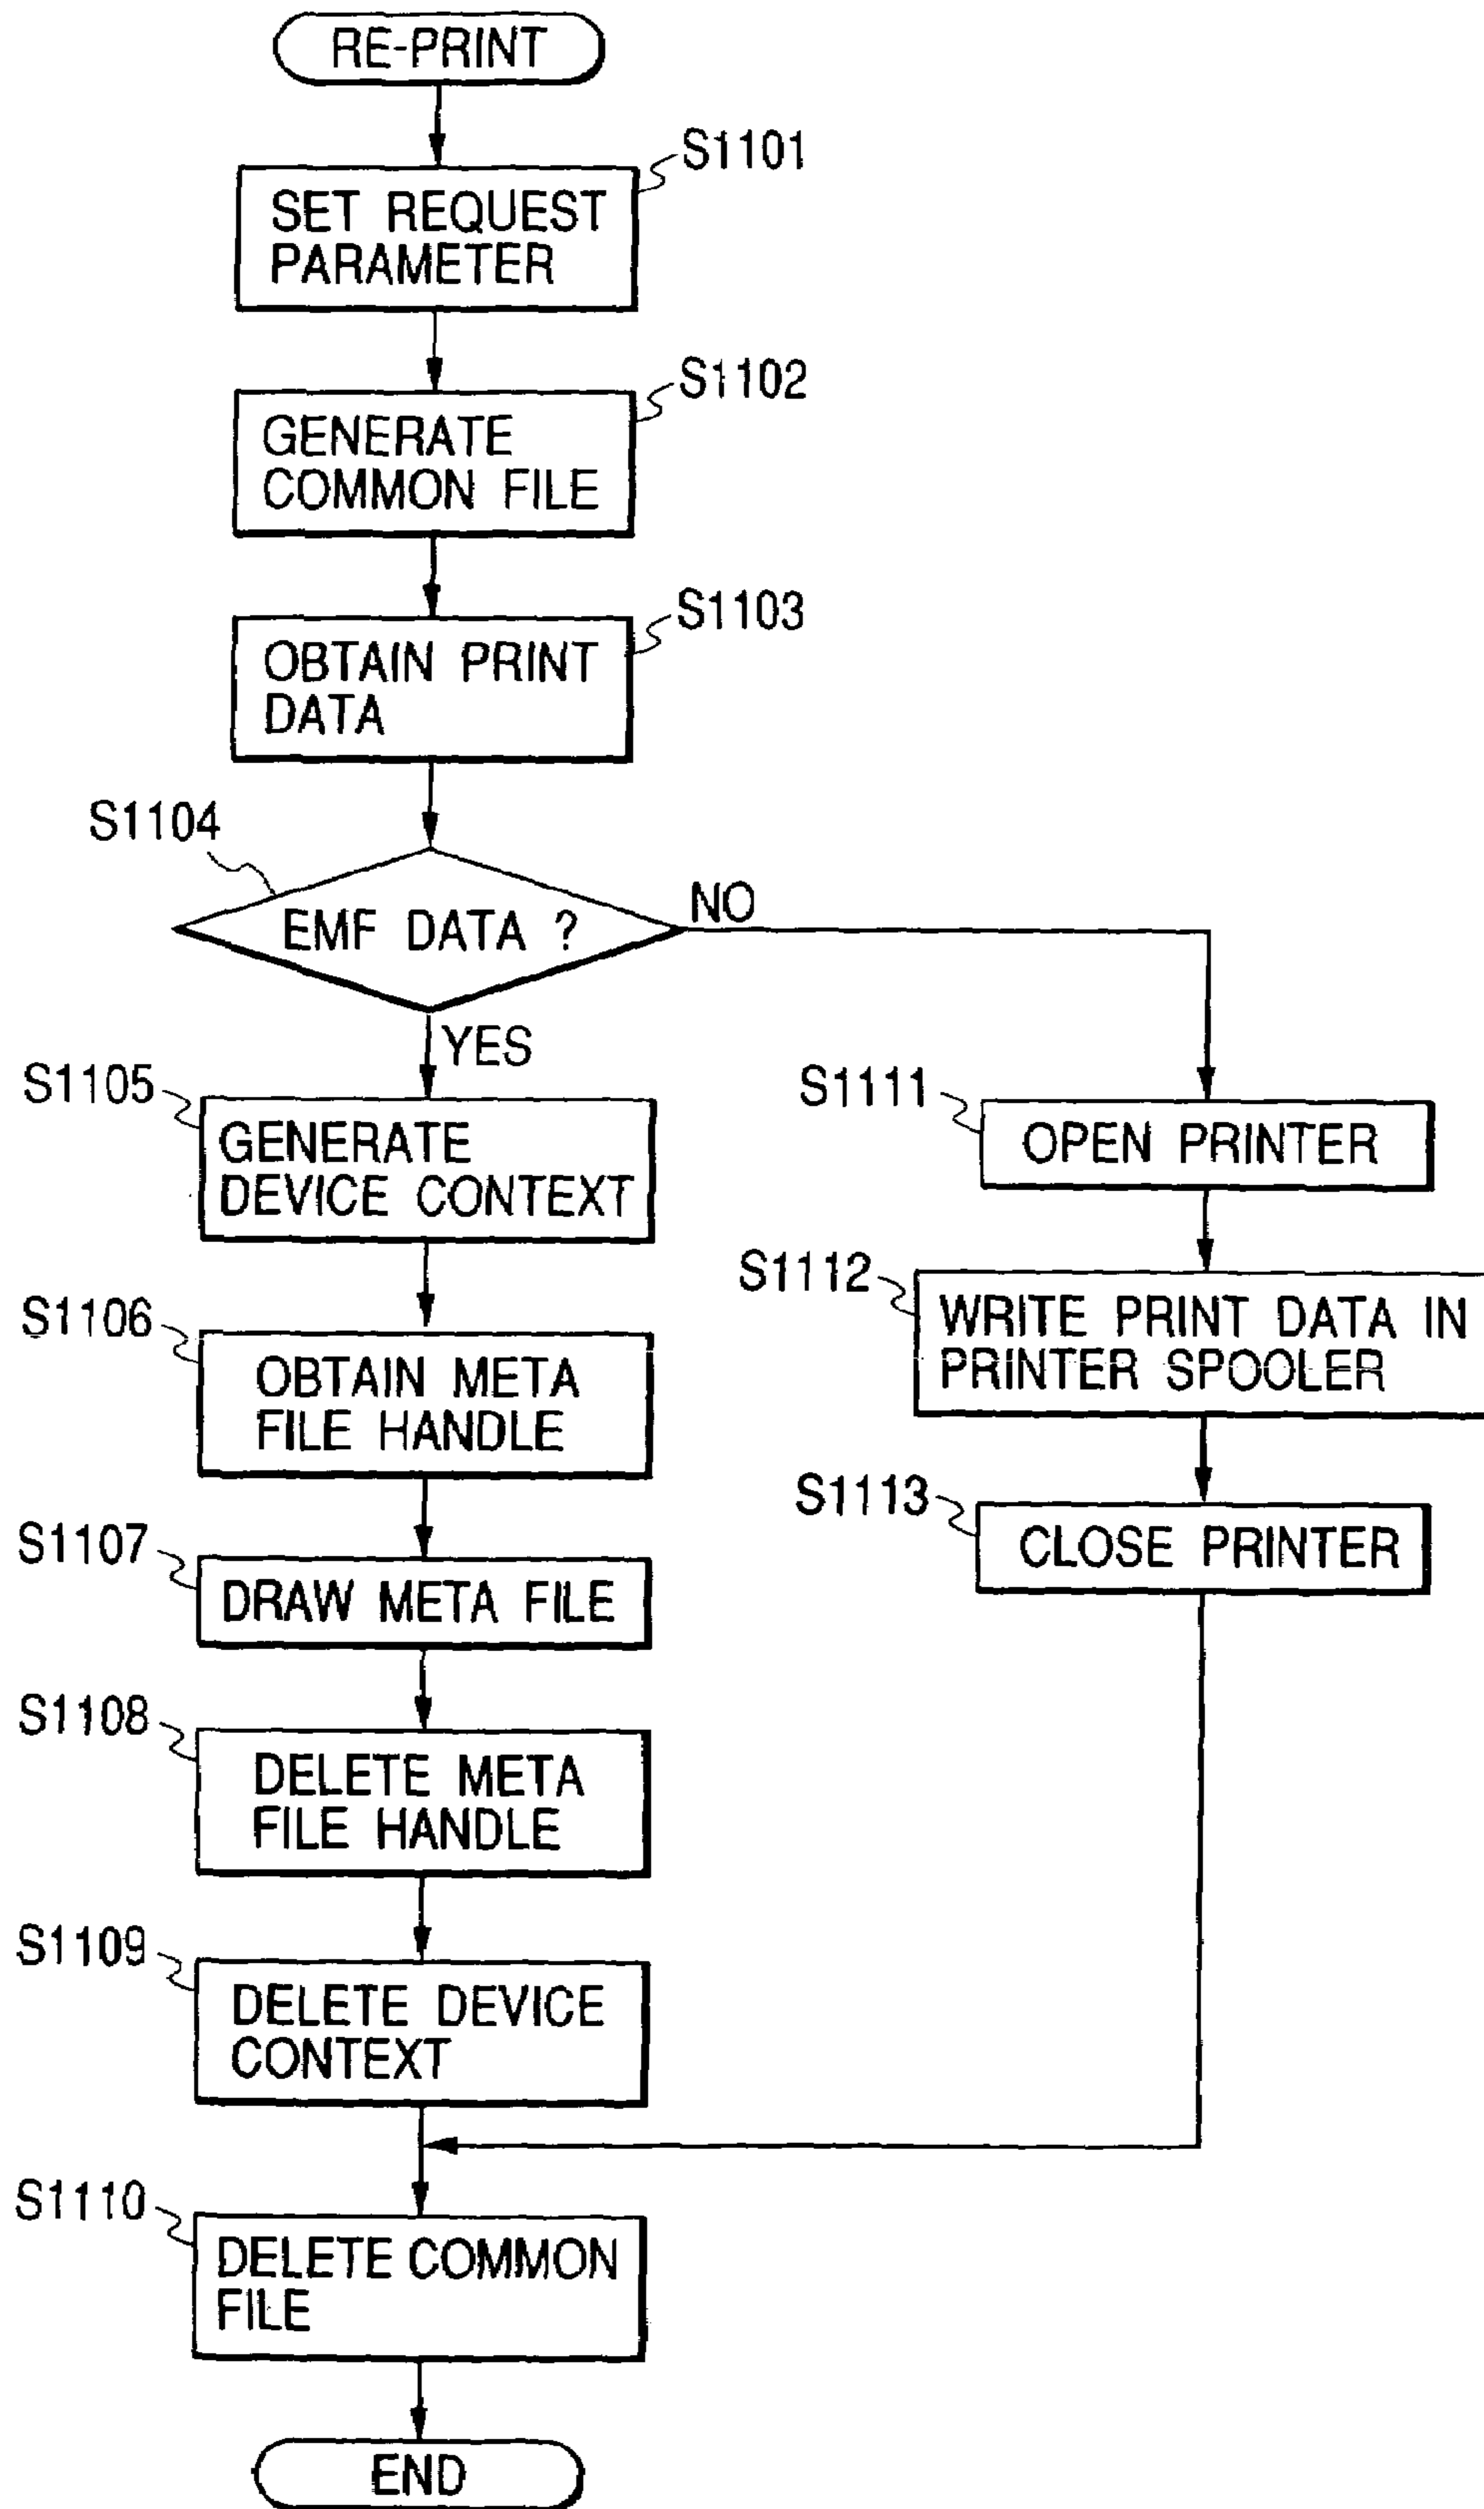 RE-PRINT
S1101
SET REQUEST
PARAMETER
S1102
GENERATE
COMMON FILE
S1103
OBTAIN PRINT
DATA
S1104
EMF DATA ?
NO
YES
S1105
GENERATE
DEVICE CONTEXT
S1106
OBTAIN META
FILE HANDLE
S1107
DRAW META FILE
S1108
DELETE META
FILE HANDLE
S1109
DELETE DEVICE
CONTEXT
S1111
OPEN PRINTER
S1112
WRITE PRINT DATA IN
PRINTER SPOOLER
S1113
CLOSE PRINTER
S1110
DELETE COMMON
FILE
END